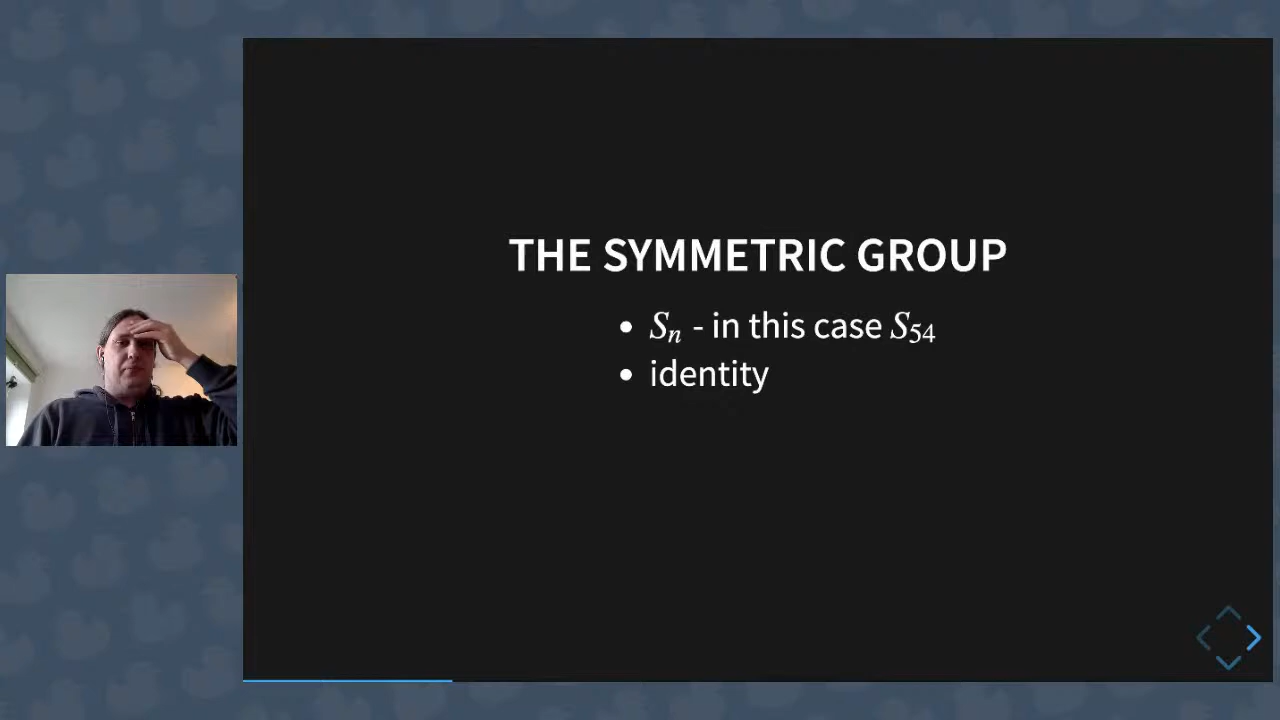 THE SYMMETRIC GROUP
• Sₙ - in this case S₅₄
• identity